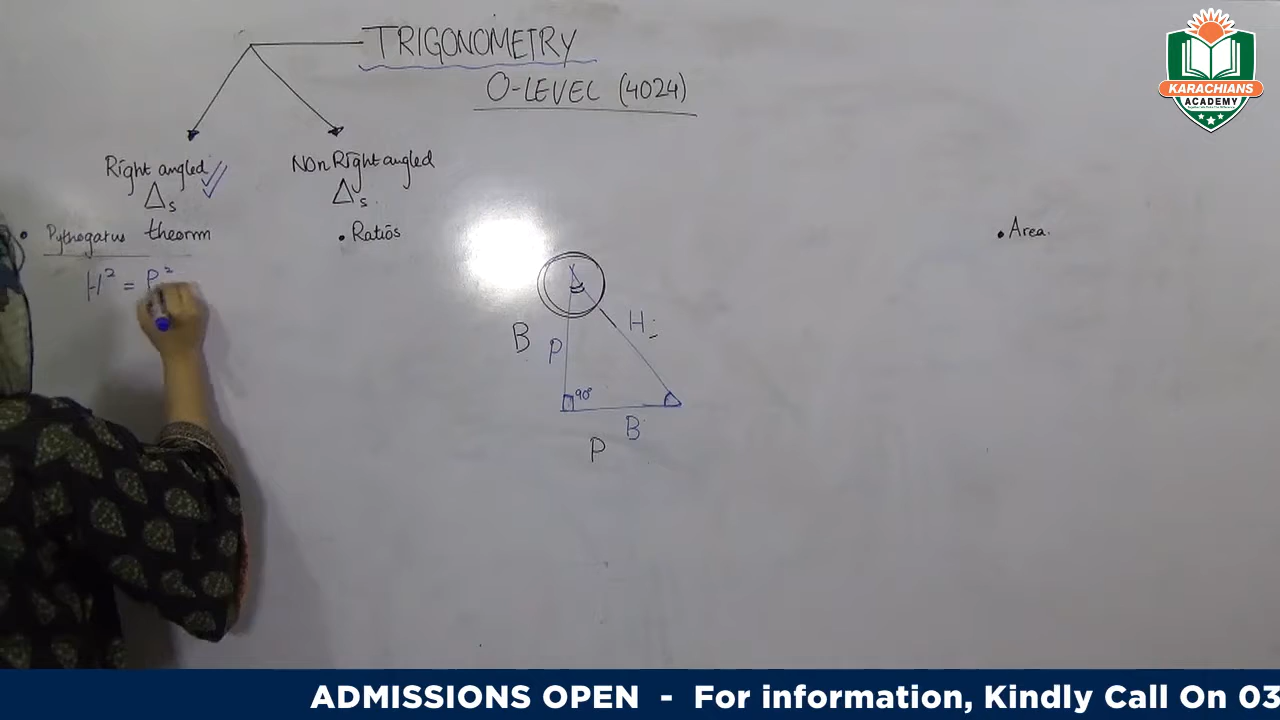 TRIGONOMETRY
O-LEVEL (4024)
Right angled
Δs
Non Right angled
Δs.
• Pythogatus theorm
H² = P²
• Ratios
• Area.
B
P
H
90°
B
P
KARACHIANS
ACADEMY
ADMISSIONS OPEN - For information, Kindly Call On 03